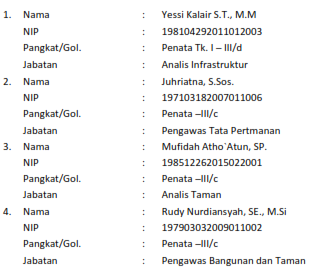 1. Nama : Yessi Kalair S.T., M.M
NIP : 198104292011012003
Pangkat/Gol. : Penata Tk. I – III/d
Jabatan : Analis Infrastruktur
2. Nama : Juhriatna, S.Sos.
NIP : 197103182007011006
Pangkat/Gol. : Penata –III/c
Jabatan : Pengawas Tata Pertmanan
3. Nama : Mufidah Atho`Atun, SP.
NIP : 198512262015022001
Pangkat/Gol. : Penata –III/c
Jabatan : Analis Taman
4. Nama : Rudy Nurdiansyah, SE., M.Si
NIP : 197903032009011002
Pangkat/Gol. : Penata –III/c
Jabatan : Pengawas Bangunan dan Taman